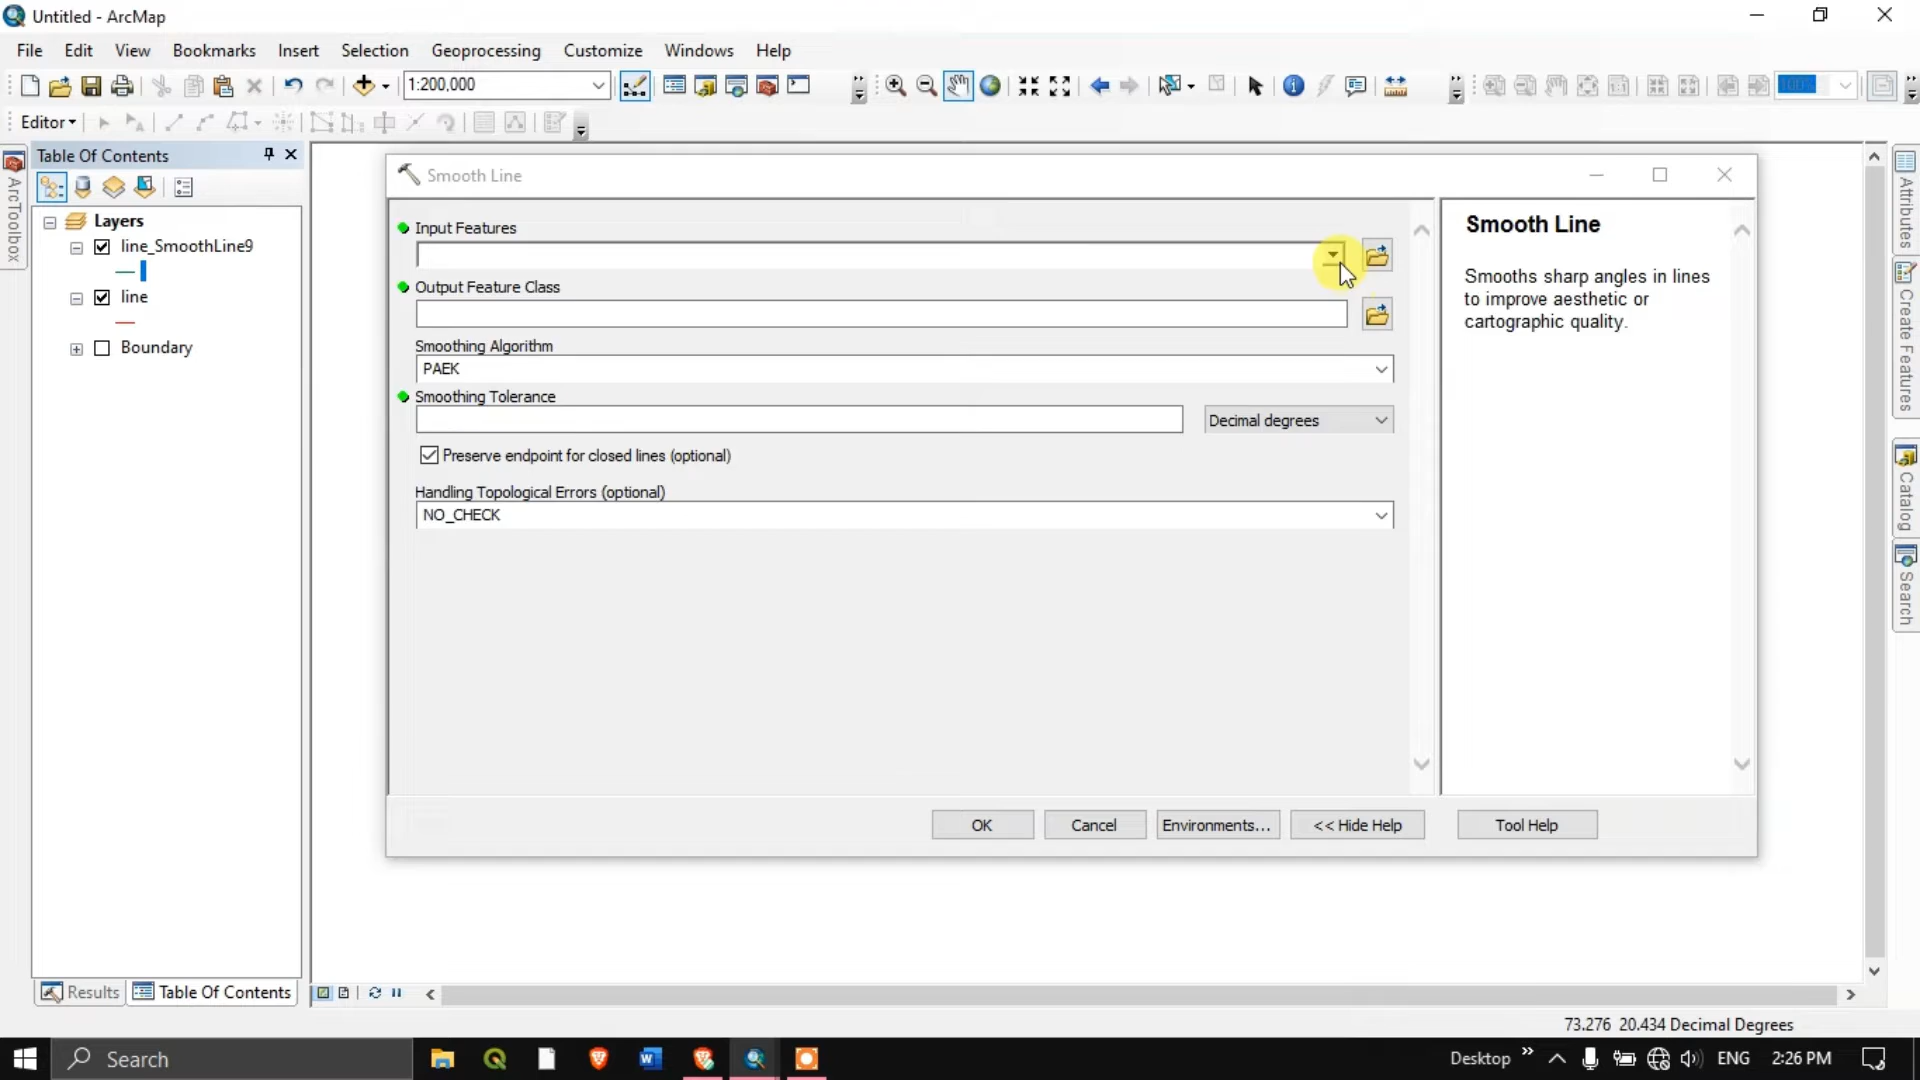 Untitled - ArcMap
File Edit View Bookmarks Insert Selection Geoprocessing Customize Windows Help
1:200,000
100%
Editor
Table Of Contents
Layers
line_SmoothLine9
line
Boundary
ArcToolbox
Smooth Line
Input Features
Output Feature Class
Smoothing Algorithm
PAEK
Smoothing Tolerance
Decimal degrees
Preserve endpoint for closed lines (optional)
Handling Topological Errors (optional)
NO_CHECK
OK Cancel Environments... << Hide Help Tool Help
Smooth Line
Smooths sharp angles in lines
to improve aesthetic or
cartographic quality.
Attributes
Create Features
Catalog
Search
Results Table Of Contents
73.276 20.434 Decimal Degrees
Search
Desktop ENG 2:26 PM